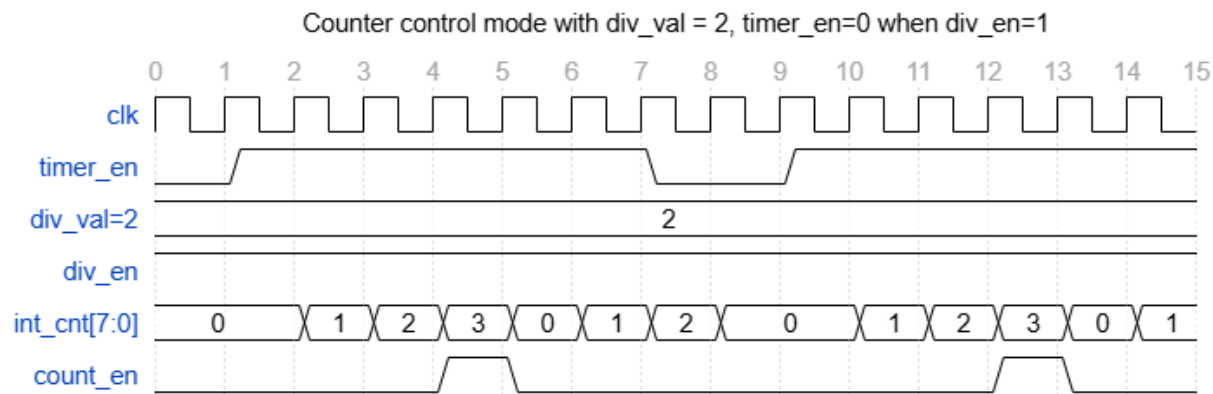 Counter control mode with div_val = 2, timer_en=0 when div_en=1
0 1 2 3 4 5 6 7 8 9 10 11 12 13 14 15
clk
timer_en
div_val=2 2
div_en
int_cnt[7:0] 0 1 2 3 0 1 2 0 1 2 3 0 1
count_en